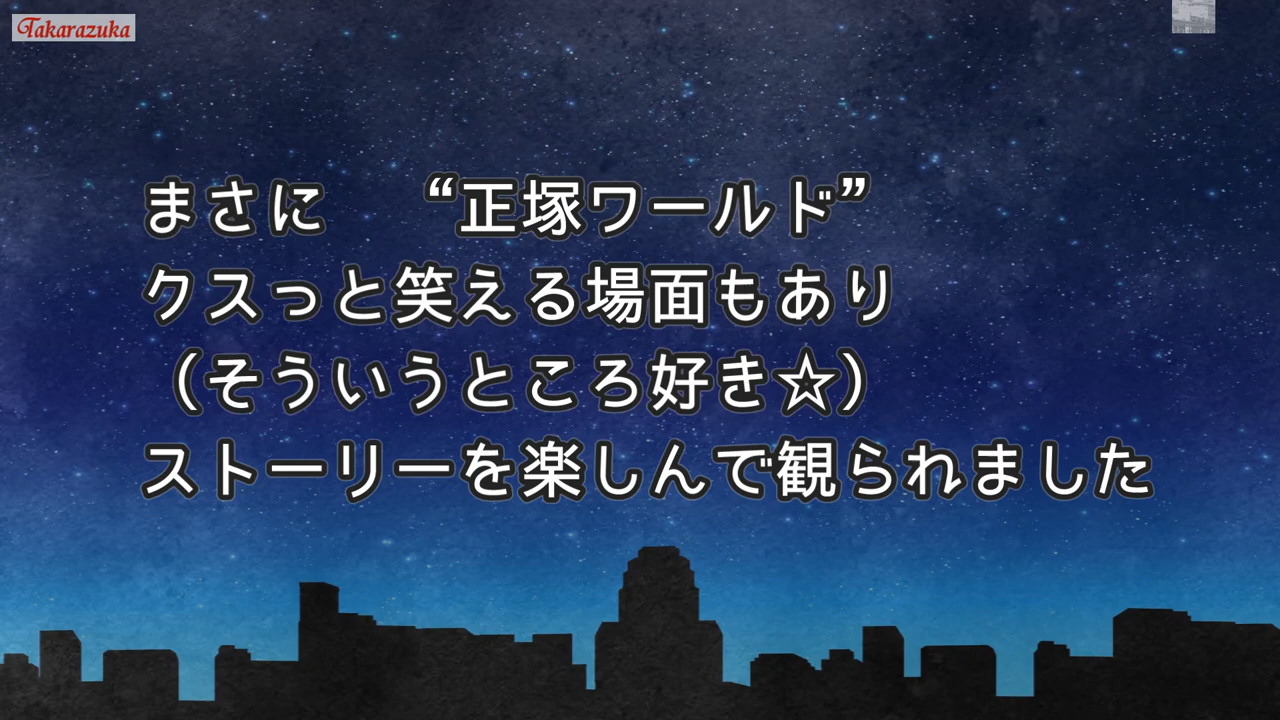 Takarazuka
まさに　“正塚ワールド”
クスっと笑える場面もあり
（そういうところ好き☆）
ストーリーを楽しんで観られました